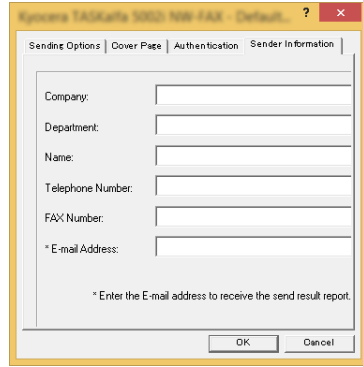 Kyocera TASKalfa 5002i NW-FAX - Default... ? ×
Sending Options Cover Page Authentication Sender Information
Company:
Department:
Name:
Telephone Number:
FAX Number:
* E-mail Address:
* Enter the E-mail address to receive the send result report.
OK Cancel